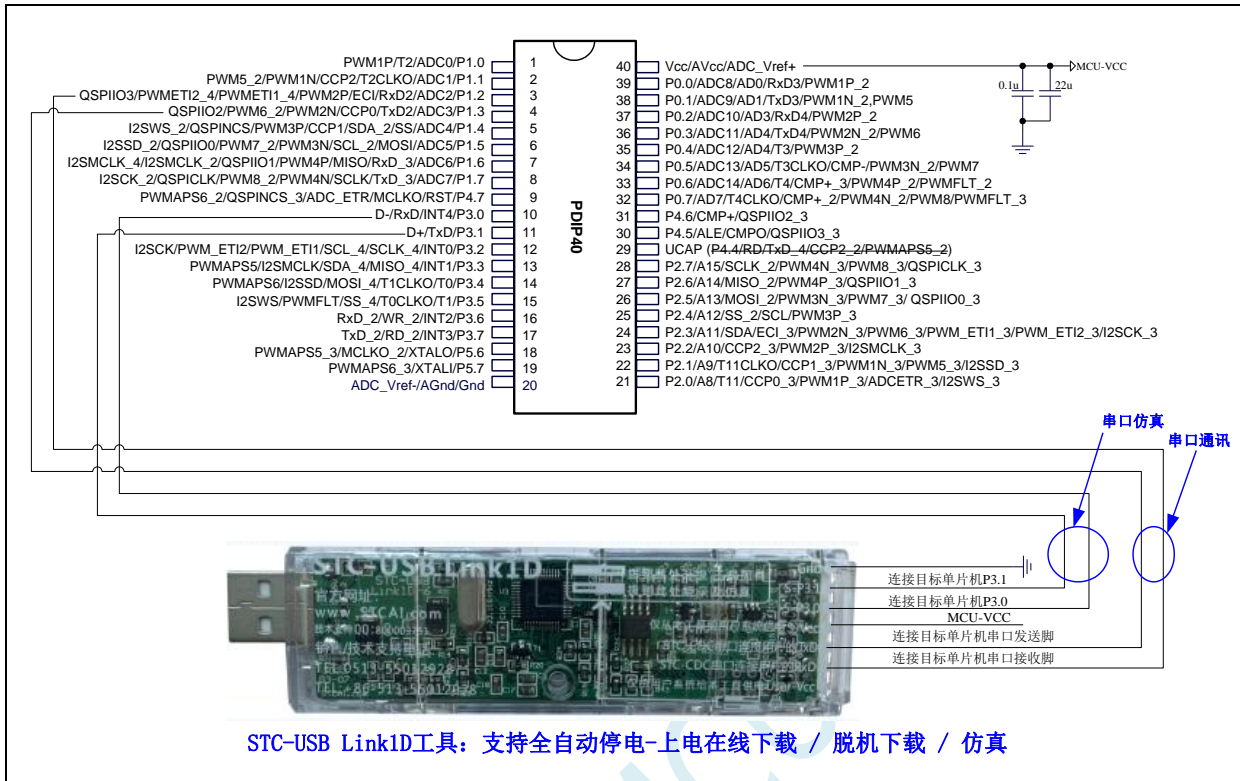 PWM1P/T2/ADC0/P1.0 1
PWM5_2/PWM1N/CCP2/T2CLKO/ADC1/P1.1 2
QSPIIO3/PWMETI2_4/PWMETI1_4/PWM2P/ECI/RxD2/ADC2/P1.2 3
QSPIIO2/PWM6_2/PWM2N/CCP0/TxD2/ADC3/P1.3 4
I2SWS_2/QSPINCS/PWM3P/CCP1/SDA_2/SS/ADC4/P1.4 5
I2SSD_2/QSPIIO0/PWM7_2/PWM3N/SCL_2/MOSI/ADC5/P1.5 6
I2SMCLK_4/I2SMCLK_2/QSPIIO1/PWM4P/MISO/RxD_3/ADC6/P1.6 7
I2SCK_2/QSPICLK/PWM8_2/PWM4N/SCLK/TxD_3/ADC7/P1.7 8
PWMAPS6_2/QSPINCS_3/ADC_ETR/MCLKO/RST/P4.7 9
D-/RxD/INT4/P3.0 10
D+/TxD/P3.1 11
I2SCK/PWM_ETI2/PWM_ETI1/SCL_4/SCLK_4/INT0/P3.2 12
PWMAPS5/I2SMCLK/SDA_4/MISO_4/INT1/P3.3 13
PWMAPS6/I2SSD/MOSI_4/T1CLKO/T0/P3.4 14
I2SWS/PWMFLT/SS_4/T0CLKO/T1/P3.5 15
RxD_2/WR_2/INT2/P3.6 16
TxD_2/RD_2/INT3/P3.7 17
PWMAPS5_3/MCLKO_2/XTALO/P5.6 18
PWMAPS6_3/XTALI/P5.7 19
ADC_Vref-/AGnd/Gnd 20
PDIP40
40 Vcc/AVcc/ADC_Vref+
39 P0.0/ADC8/AD0/RxD3/PWM1P_2
38 P0.1/ADC9/AD1/TxD3/PWM1N_2,PWM5
37 P0.2/ADC10/AD3/RxD4/PWM2P_2
36 P0.3/ADC11/AD4/TxD4/PWM2N_2/PWM6
35 P0.4/ADC12/AD4/T3/PWM3P_2
34 P0.5/ADC13/AD5/T3CLKO/CMP-/PWM3N_2/PWM7
33 P0.6/ADC14/AD6/T4/CMP+_3/PWM4P_2/PWMFLT_2
32 P0.7/AD7/T4CLKO/CMP+_2/PWM4N_2/PWM8/PWMFLT_3
31 P4.6/CMP+/QSPIIO2_3
30 P4.5/ALE/CMPO/QSPIIO3_3
29 UCAP (P4.4/RD/TxD_4/CCP2_2/PWMAPS5_2)
28 P2.7/A15/SCLK_2/PWM4N_3/PWM8_3/QSPICLK_3
27 P2.6/A14/MISO_2/PWM4P_3/QSPIIO1_3
26 P2.5/A13/MOSI_2/PWM3N_3/PWM7_3/ QSPIIO0_3
25 P2.4/A12/SS_2/SCL/PWM3P_3
24 P2.3/A11/SDA/ECI_3/PWM2N_3/PWM6_3/PWM_ETI1_3/PWM_ETI2_3/I2SCK_3
23 P2.2/A10/CCP2_3/PWM2P_3/I2SMCLK_3
22 P2.1/A9/T11CLKO/CCP1_3/PWM1N_3/PWM5_3/I2SSD_3
21 P2.0/A8/T11/CCP0_3/PWM1P_3/ADCETR_3/I2SWS_3
MCU-VCC
0.1u 22u
串口仿真
串口通讯
STC-USB Link1D
官方网址
www.STCAI.com
连接目标单片机P3.1
连接目标单片机P3.0
MCU-VCC
连接目标单片机串口发送脚
连接目标单片机串口接收脚
STC-USB Link1D工具：支持全自动停电-上电在线下载 / 脱机下载 / 仿真